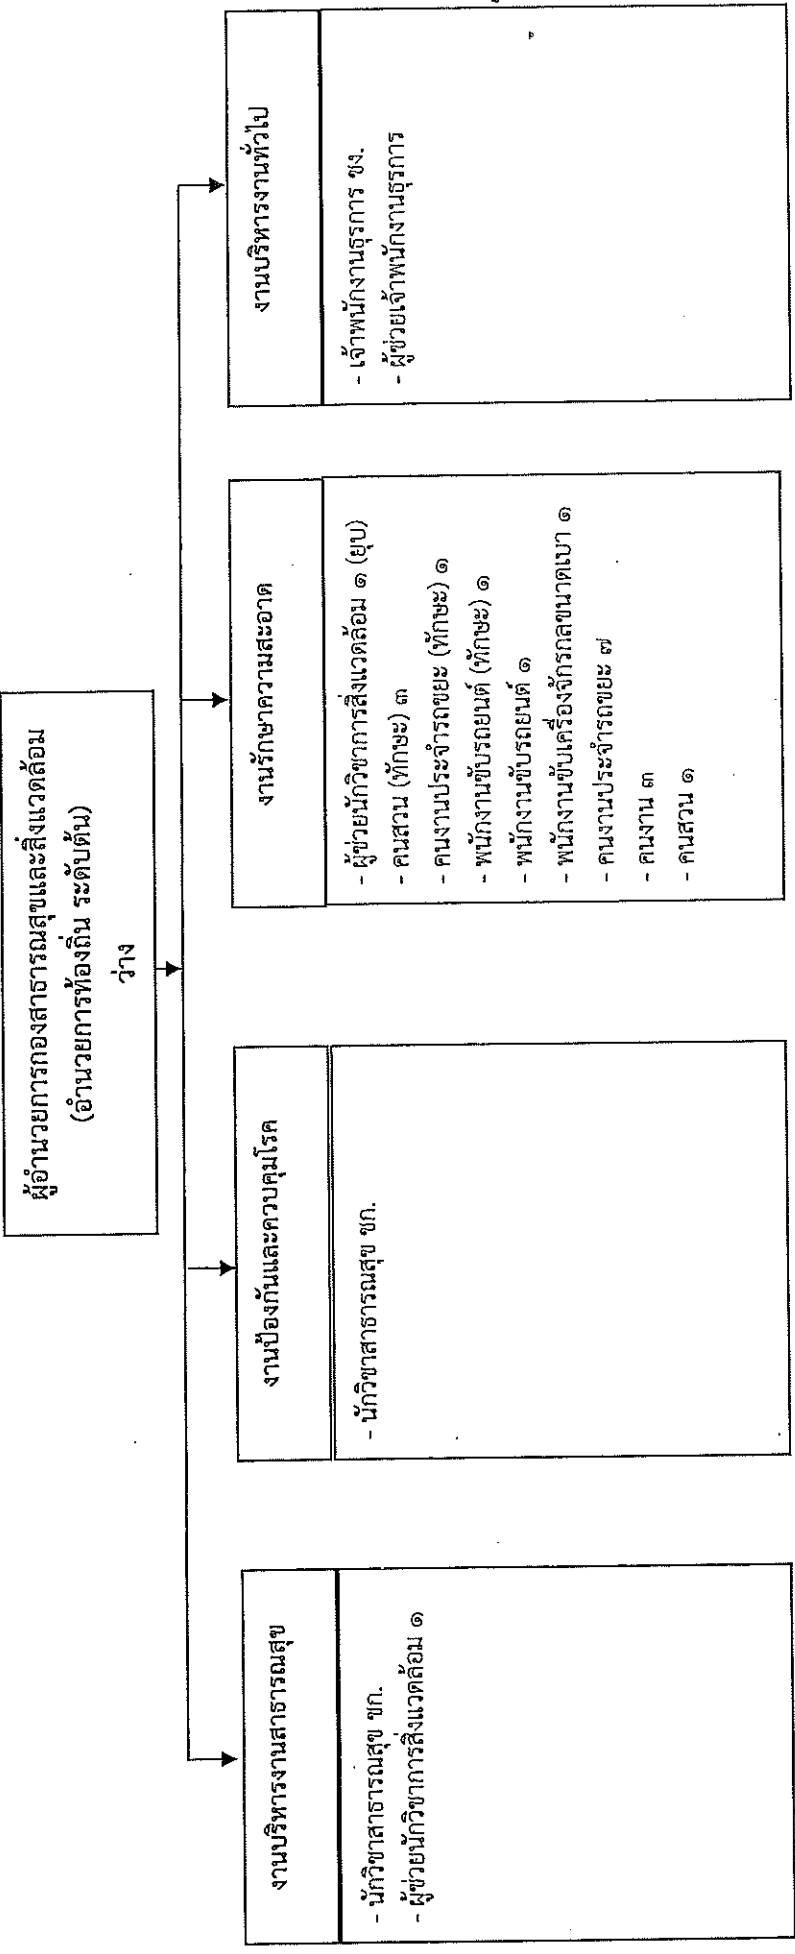 ผู้อำนวยการกองสาธารณสุขและสิ่งแวดล้อม
(อำนวยการท้องถิ่น ระดับต้น)
ว่าง
งานบริหารงานสาธารณสุข
- นักวิชาสาธารณสุข ชก.
- ผู้ช่วยนักวิชาการสิ่งแวดล้อม ๑
งานป้องกันและควบคุมโรค
- นักวิชาสาธารณสุข ชก.
งานรักษาความสะอาด
- ผู้ช่วยนักวิชาการสิ่งแวดล้อม ๑ (ยุบ)
- คนสวน (ทักษะ) ๓
- คนงานประจำรถขยะ (ทักษะ) ๑
- พนักงานขับรถยนต์ (ทักษะ) ๑
- พนักงานขับรถยนต์ ๑
- พนักงานขับเครื่องจักรกลขนาดเบา ๑
- คนงานประจำรถขยะ ๗
- คนงาน ๓
- คนสวน ๑
งานบริหารงานทั่วไป
- เจ้าพนักงานธุรการ ชง.
- ผู้ช่วยเจ้าพนักงานธุรการ